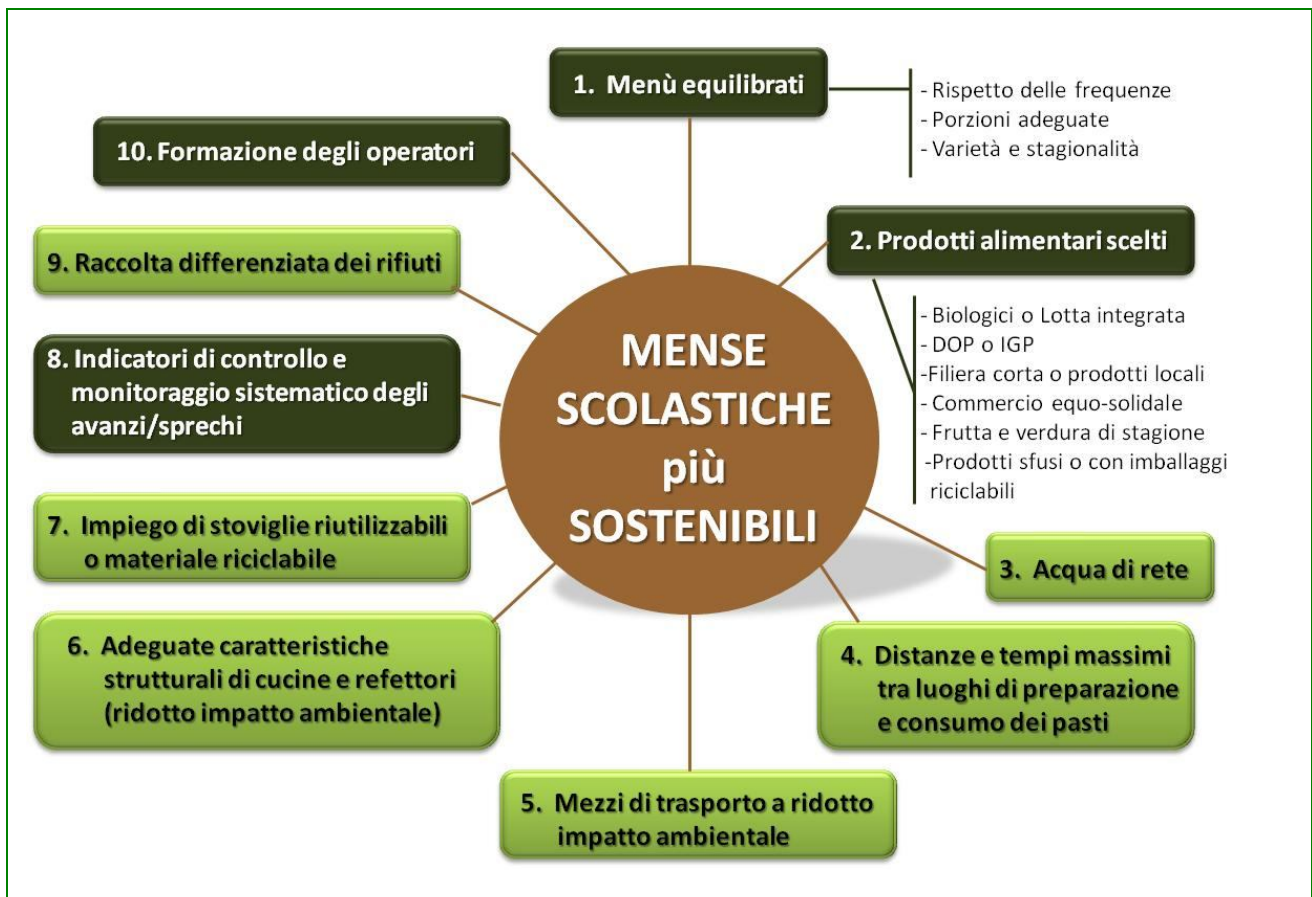 1. Menù equilibrati
- Rispetto delle frequenze
- Porzioni adeguate
- Varietà e stagionalità
2. Prodotti alimentari scelti
- Biologici o Lotta integrata
- DOP o IGP
-Filiera corta o prodotti locali
- Commercio equo-solidale
- Frutta e verdura di stagione
-Prodotti sfusi o con imballaggi
riciclabili
3. Acqua di rete
4. Distanze e tempi massimi
tra luoghi di preparazione
e consumo dei pasti
5. Mezzi di trasporto a ridotto
impatto ambientale
6. Adeguate caratteristiche
strutturali di cucine e refettori
(ridotto impatto ambientale)
7. Impiego di stoviglie riutilizzabili
o materiale riciclabile
8. Indicatori di controllo e
monitoraggio sistematico degli
avanzi/sprechi
9. Raccolta differenziata dei rifiuti
10. Formazione degli operatori
MENSE
SCOLASTICHE
più
SOSTENIBILI